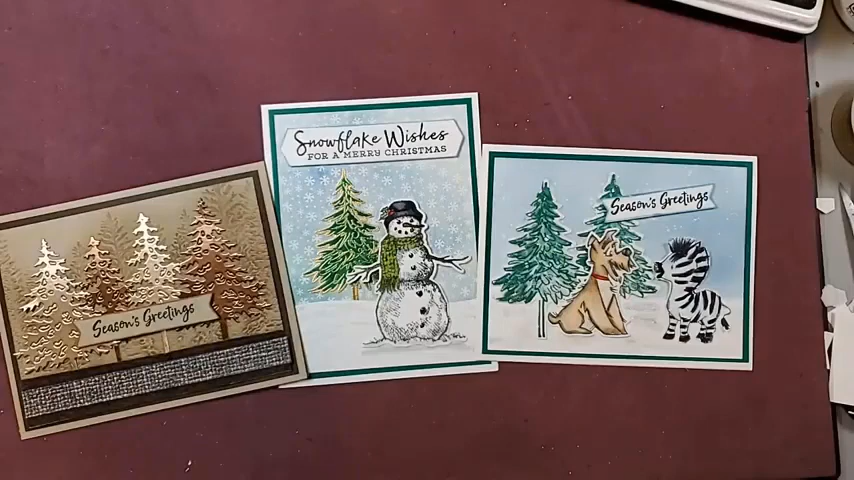 Season's Greetings
Snowflake Wishes
FOR A MERRY CHRISTMAS
Season's Greetings